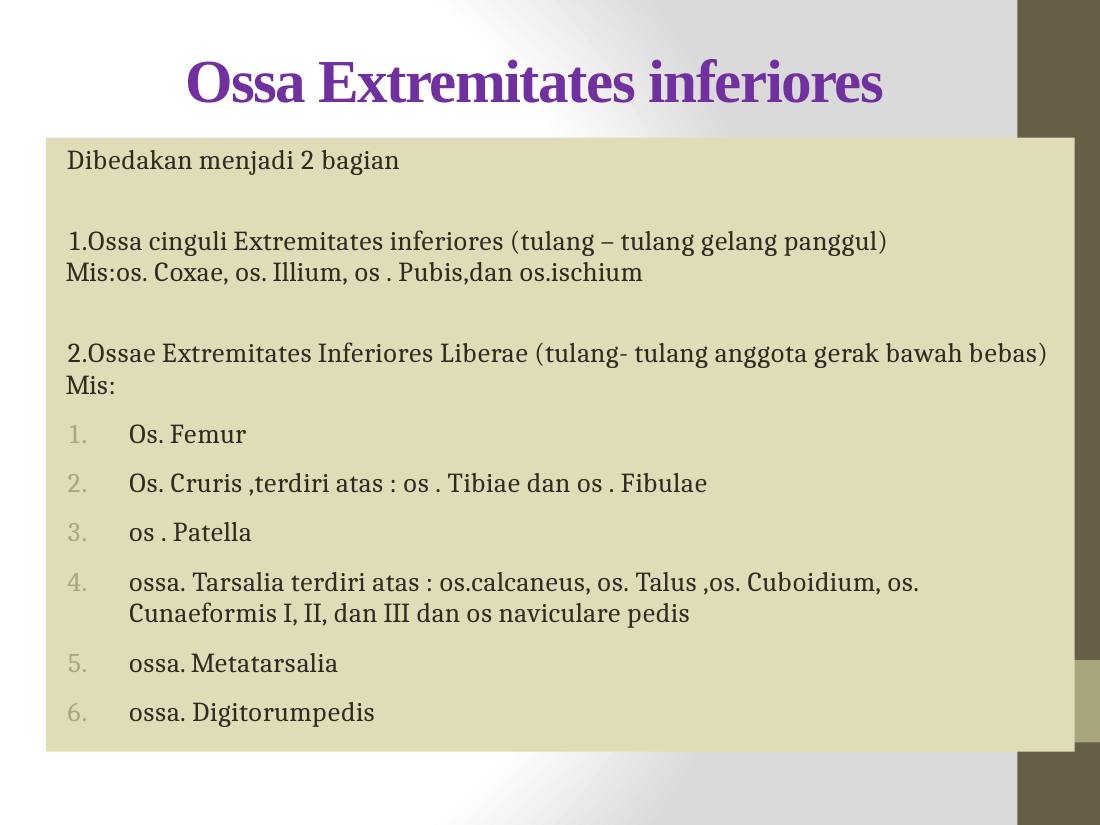 Ossa Extremitates inferiores
Dibedakan menjadi 2 bagian
1.Ossa cinguli Extremitates inferiores (tulang – tulang gelang panggul)
Mis:os. Coxae, os. Illium, os . Pubis,dan os.ischium
2.Ossae Extremitates Inferiores Liberae (tulang- tulang anggota gerak bawah bebas)
Mis:
1. Os. Femur
2. Os. Cruris ,terdiri atas : os . Tibiae dan os . Fibulae
3. os . Patella
4. ossa. Tarsalia terdiri atas : os.calcaneus, os. Talus ,os. Cuboidium, os.
Cunaeformis I, II, dan III dan os naviculare pedis
5. ossa. Metatarsalia
6. ossa. Digitorumpedis